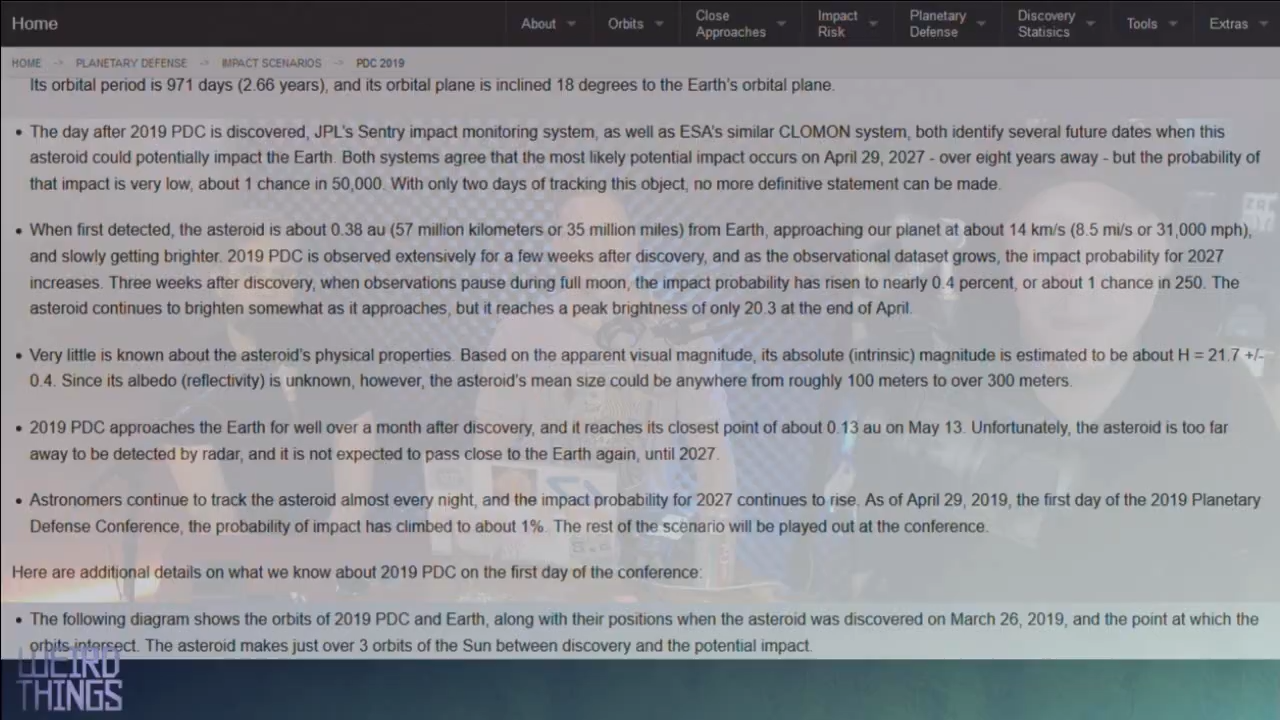 Home
About
Orbits
Close
Approaches
Impact
Risk
Planetary
Defense
Discovery
Statisics
Tools
Extras
HOME -> PLANETARY DEFENSE -> IMPACT SCENARIOS -> PDC 2019
Its orbital period is 971 days (2.66 years), and its orbital plane is inclined 18 degrees to the Earth's orbital plane.
• The day after 2019 PDC is discovered, JPL's Sentry impact monitoring system, as well as ESA's similar CLOMON system, both identify several future dates when this
asteroid could potentially impact the Earth. Both systems agree that the most likely potential impact occurs on April 29, 2027 - over eight years away - but the probability of
that impact is very low, about 1 chance in 50,000. With only two days of tracking this object, no more definitive statement can be made.
• When first detected, the asteroid is about 0.38 au (57 million kilometers or 35 million miles) from Earth, approaching our planet at about 14 km/s (8.5 mi/s or 31,000 mph),
and slowly getting brighter. 2019 PDC is observed extensively for a few weeks after discovery, and as the observational dataset grows, the impact probability for 2027
increases. Three weeks after discovery, when observations pause during full moon, the impact probability has risen to nearly 0.4 percent, or about 1 chance in 250. The
asteroid continues to brighten somewhat as it approaches, but it reaches a peak brightness of only 20.3 at the end of April.
• Very little is known about the asteroid's physical properties. Based on the apparent visual magnitude, its absolute (intrinsic) magnitude is estimated to be about H = 21.7 +/-
0.4. Since its albedo (reflectivity) is unknown, however, the asteroid's mean size could be anywhere from roughly 100 meters to over 300 meters.
• 2019 PDC approaches the Earth for well over a month after discovery, and it reaches its closest point of about 0.13 au on May 13. Unfortunately, the asteroid is too far
away to be detected by radar, and it is not expected to pass close to the Earth again, until 2027.
• Astronomers continue to track the asteroid almost every night, and the impact probability for 2027 continues to rise. As of April 29, 2019, the first day of the 2019 Planetary
Defense Conference, the probability of impact has climbed to about 1%. The rest of the scenario will be played out at the conference.
Here are additional details on what we know about 2019 PDC on the first day of the conference:
• The following diagram shows the orbits of 2019 PDC and Earth, along with their positions when the asteroid was discovered on March 26, 2019, and the point at which the
orbits intersect. The asteroid makes just over 3 orbits of the Sun between discovery and the potential impact.
WEIRD
THINGS